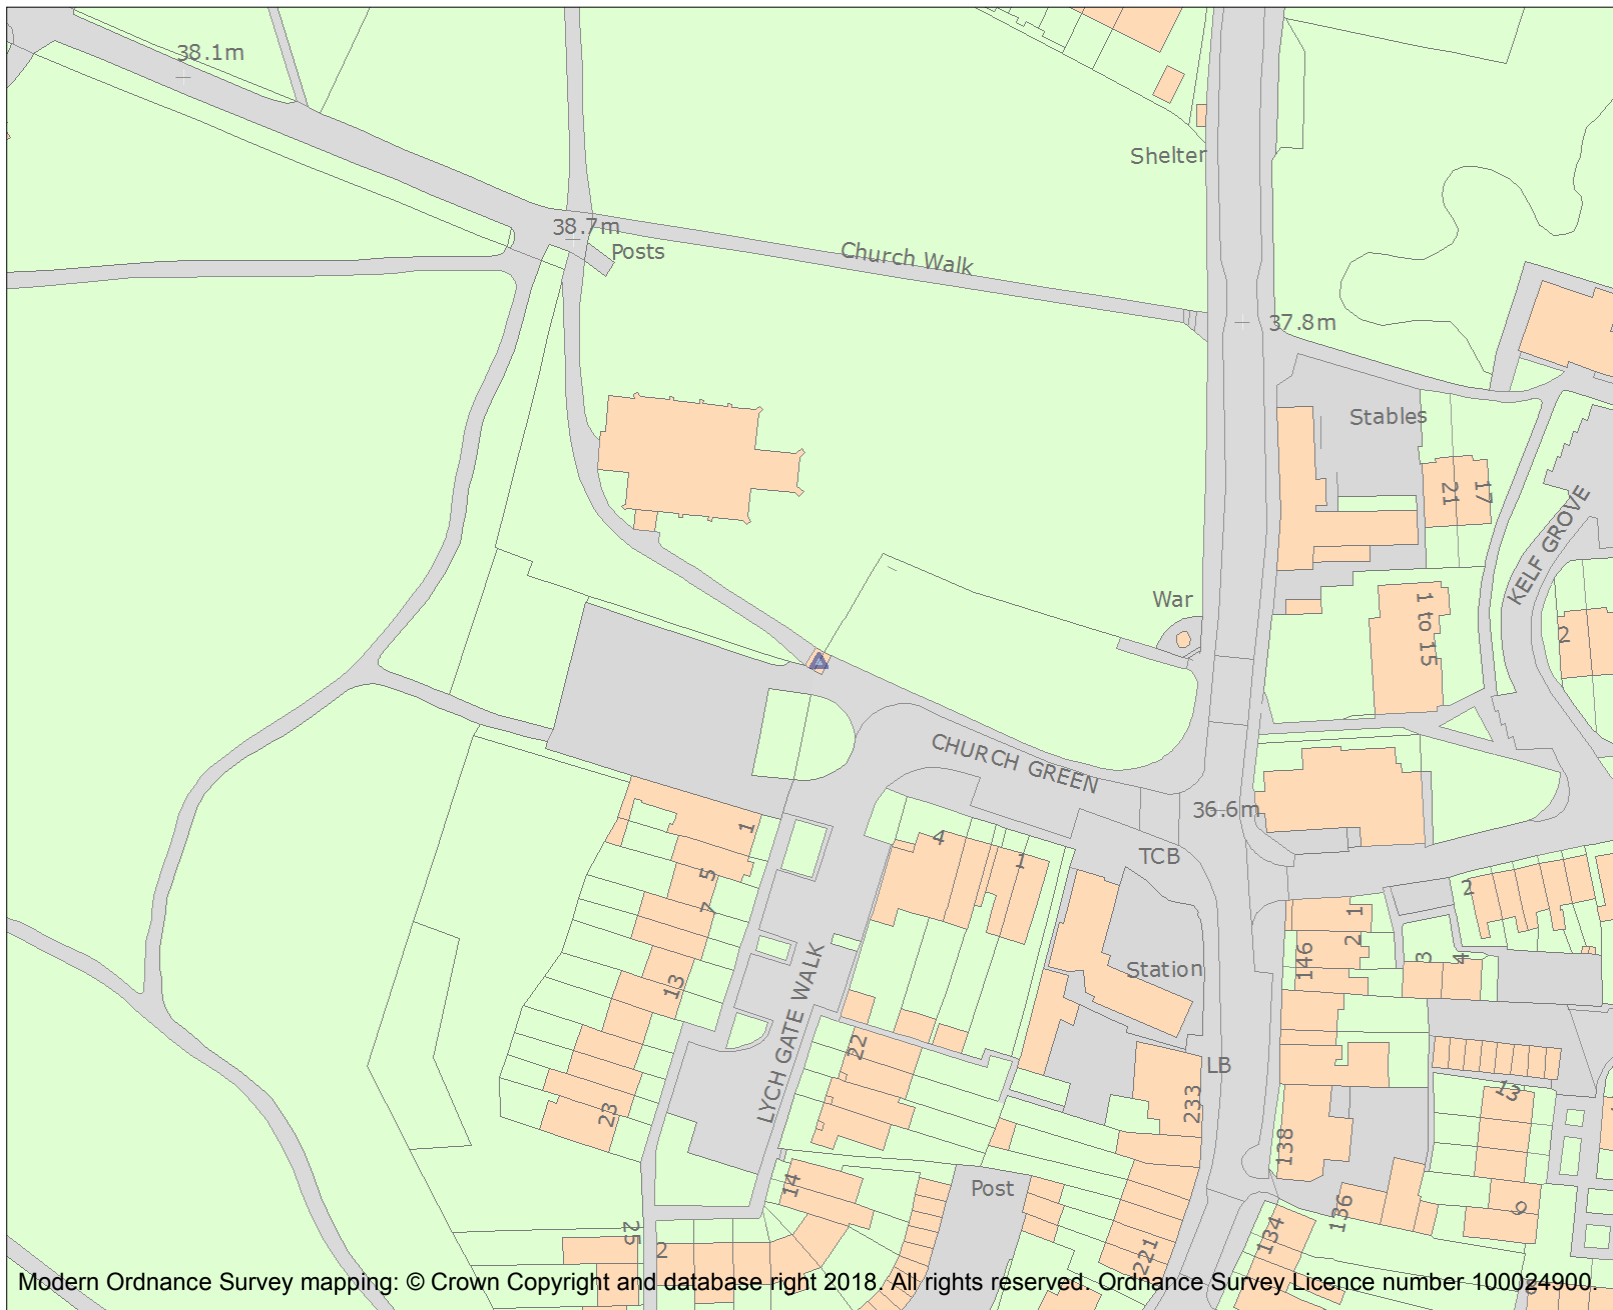 38.1m
Shelter
38.7m
Posts
Church Walk
37.8m
Stables
21
17
KELF GROVE
War
1 to 15
2
CHURCH GREEN
36.6m
TCB
1
4
1
5
7
2
1
2
146
3
4
Station
13
LYCH GATE WALK
22
LB
23
233
13
138
14
Post
136
9
134
25
2
221
Modern Ordnance Survey mapping: © Crown Copyright and database right 2018. All rights reserved. Ordnance Survey Licence number 100024900.